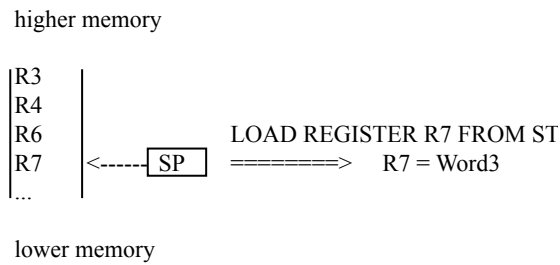 higher memory
R3
R4
R6 LOAD REGISTER R7 FROM ST
R7 <------ SP ========> R7 = Word3
...
lower memory